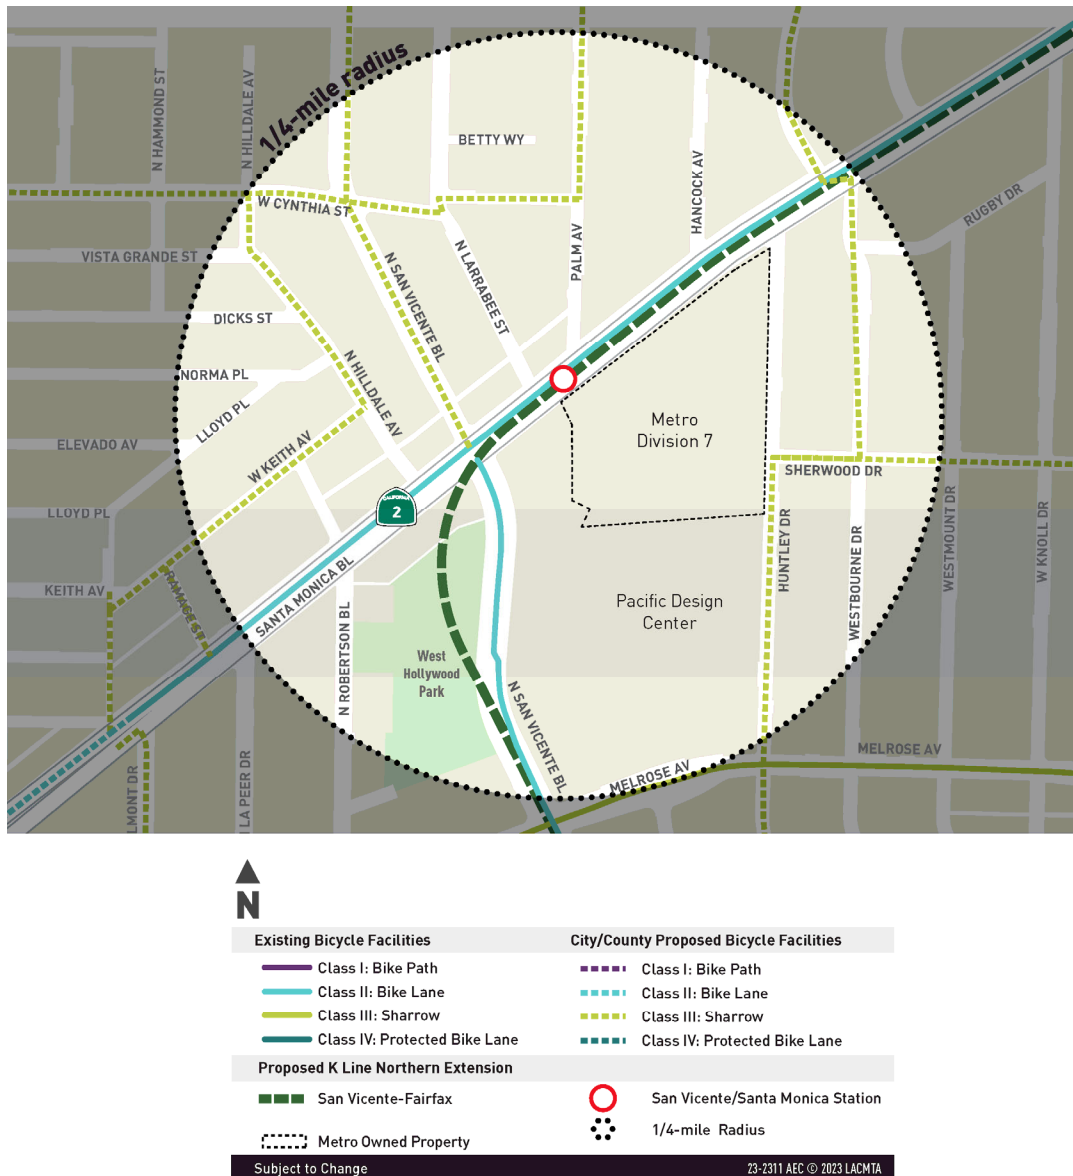 1/4-mile radius
N HAMMOND ST
N HILLDALE AV
BETTY WY
HANCOCK AV
RUGBY DR
W CYNTHIA ST
VISTA GRANDE ST
N SAN VICENTE BL
N LARRABEE ST
PALM AV
DICKS ST
NORMA PL
LLOYD PL
N HILLDALE AV
W KEITH AV
ELEVADO AV
Metro
Division 7
SHERWOOD DR
CALIFORNIA
2
LLOYD PL
KEITH AV
RAMAGE ST
SANTA MONICA BL
N ROBERTSON BL
West
Hollywood
Park
Pacific Design
Center
HUNTLEY DR
WESTBOURNE DR
WESTMOUNT DR
W KNOLL DR
N SAN VICENTE BL
MELROSE AV
MELROSE AV
LMONT DR
LA PEER DR
N
Existing Bicycle Facilities
City/County Proposed Bicycle Facilities
Class I: Bike Path
Class I: Bike Path
Class II: Bike Lane
Class II: Bike Lane
Class III: Sharrow
Class III: Sharrow
Class IV: Protected Bike Lane
Class IV: Protected Bike Lane
Proposed K Line Northern Extension
San Vicente-Fairfax
San Vicente/Santa Monica Station
Metro Owned Property
1/4-mile Radius
Subject to Change
23-2311 AEC © 2023 LACMTA